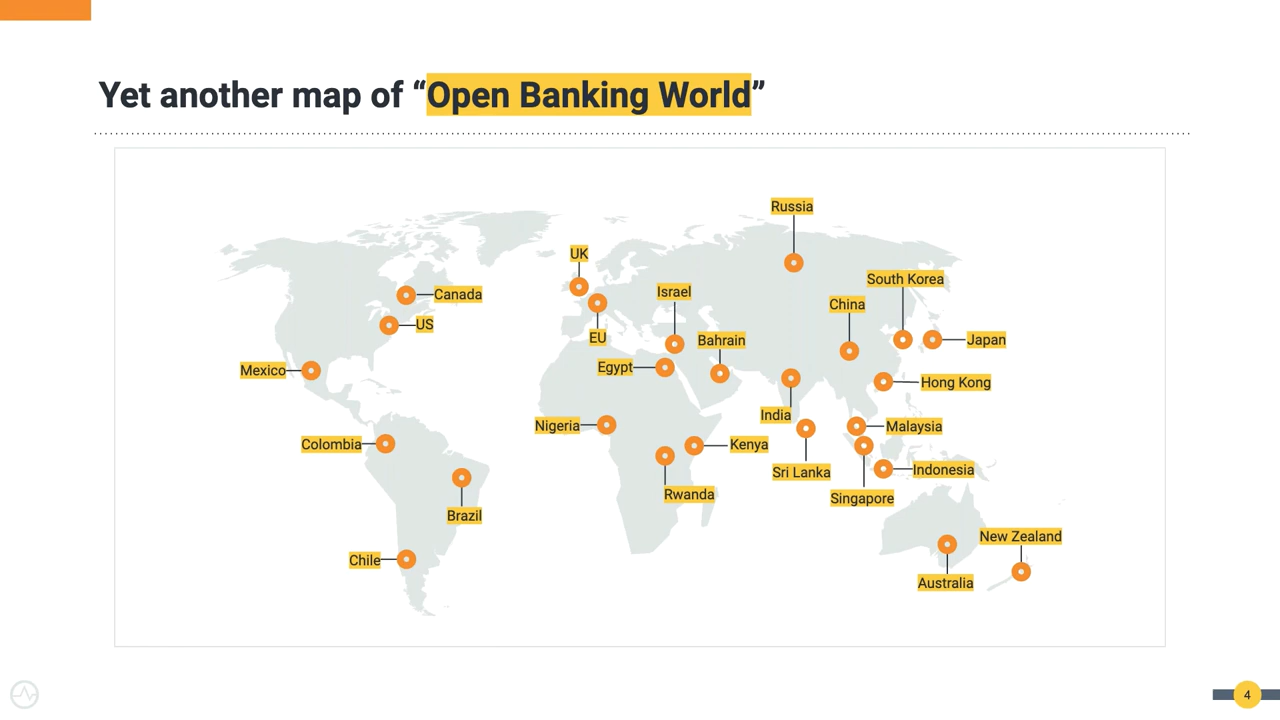 Yet another map of “Open Banking World”
Russia
UK
South Korea
Israel
Canada
China
US
EU
Bahrain
Japan
Egypt
Mexico
Hong Kong
India
Nigeria
Malaysia
Colombia
Kenya
Sri Lanka
Indonesia
Rwanda
Singapore
Brazil
New Zealand
Chile
Australia
4